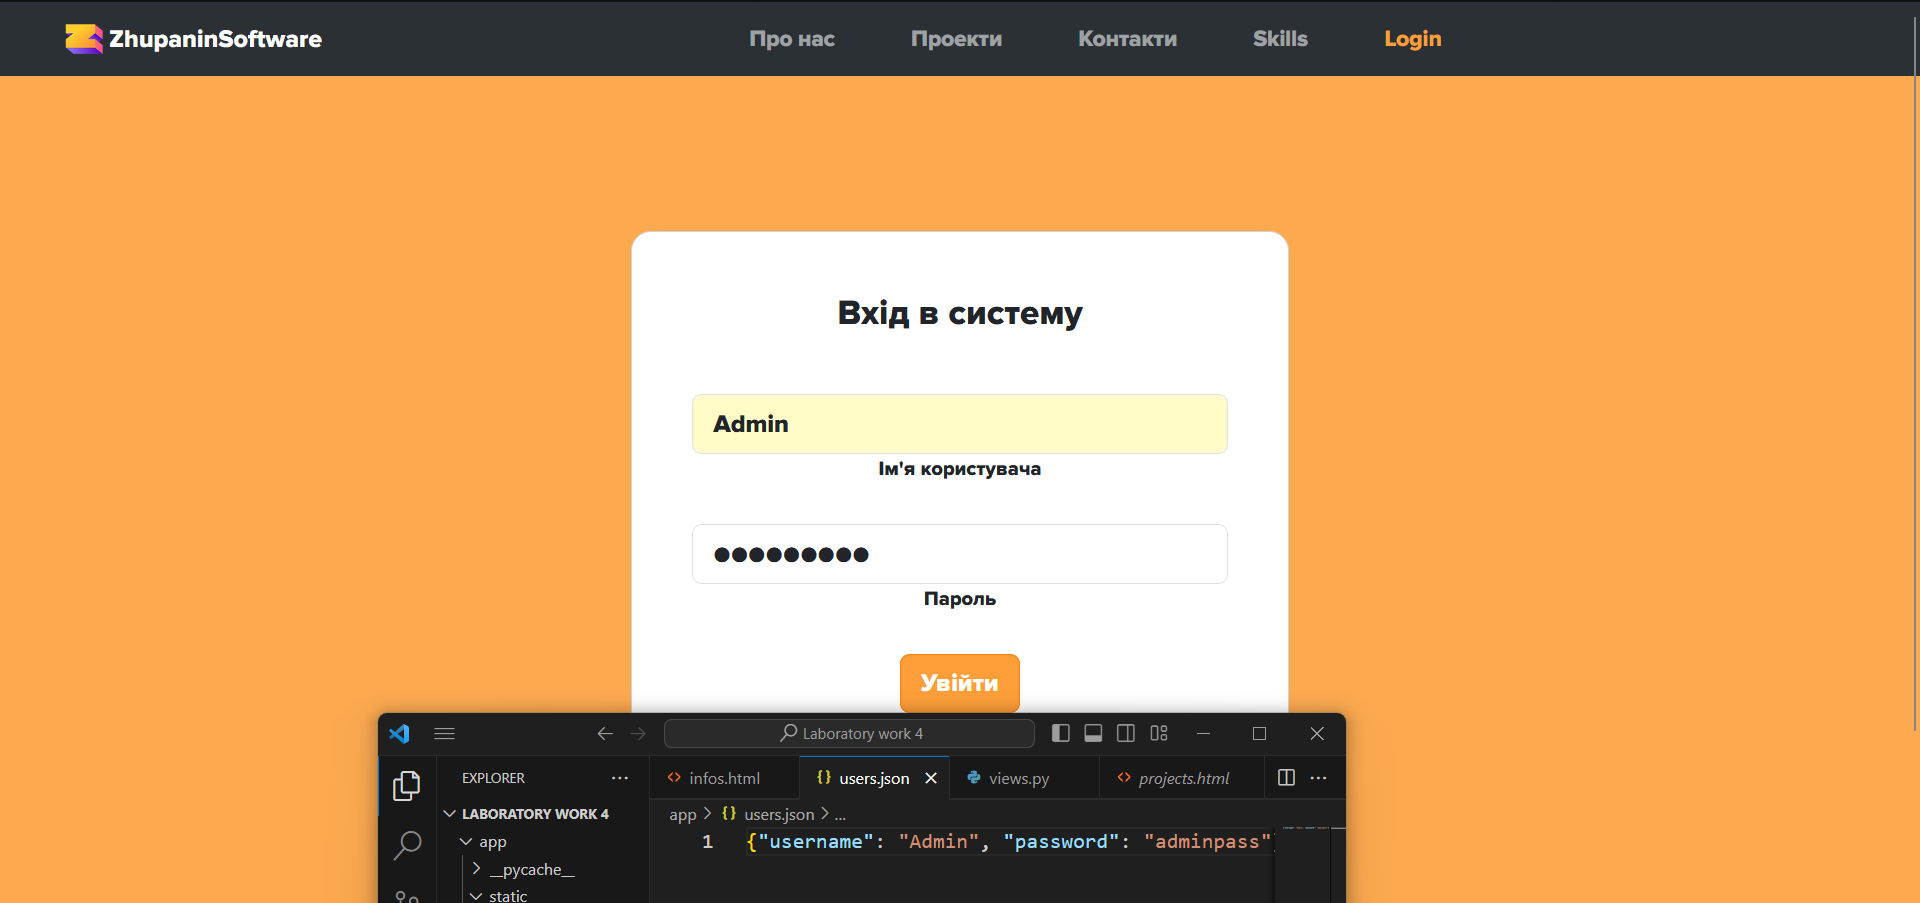 ZhupaninSoftware
Про нас
Проекти
Контакти
Skills
Login
Вхід в систему
Admin
Ім'я користувача
●●●●●●●●●
Пароль
Увійти
Laboratory work 4
EXPLORER
infos.html
{} users.json
views.py
projects.html
LABORATORY WORK 4
app > {} users.json > ...
1 {"username": "Admin", "password": "adminpass"
app
__pycache__
static